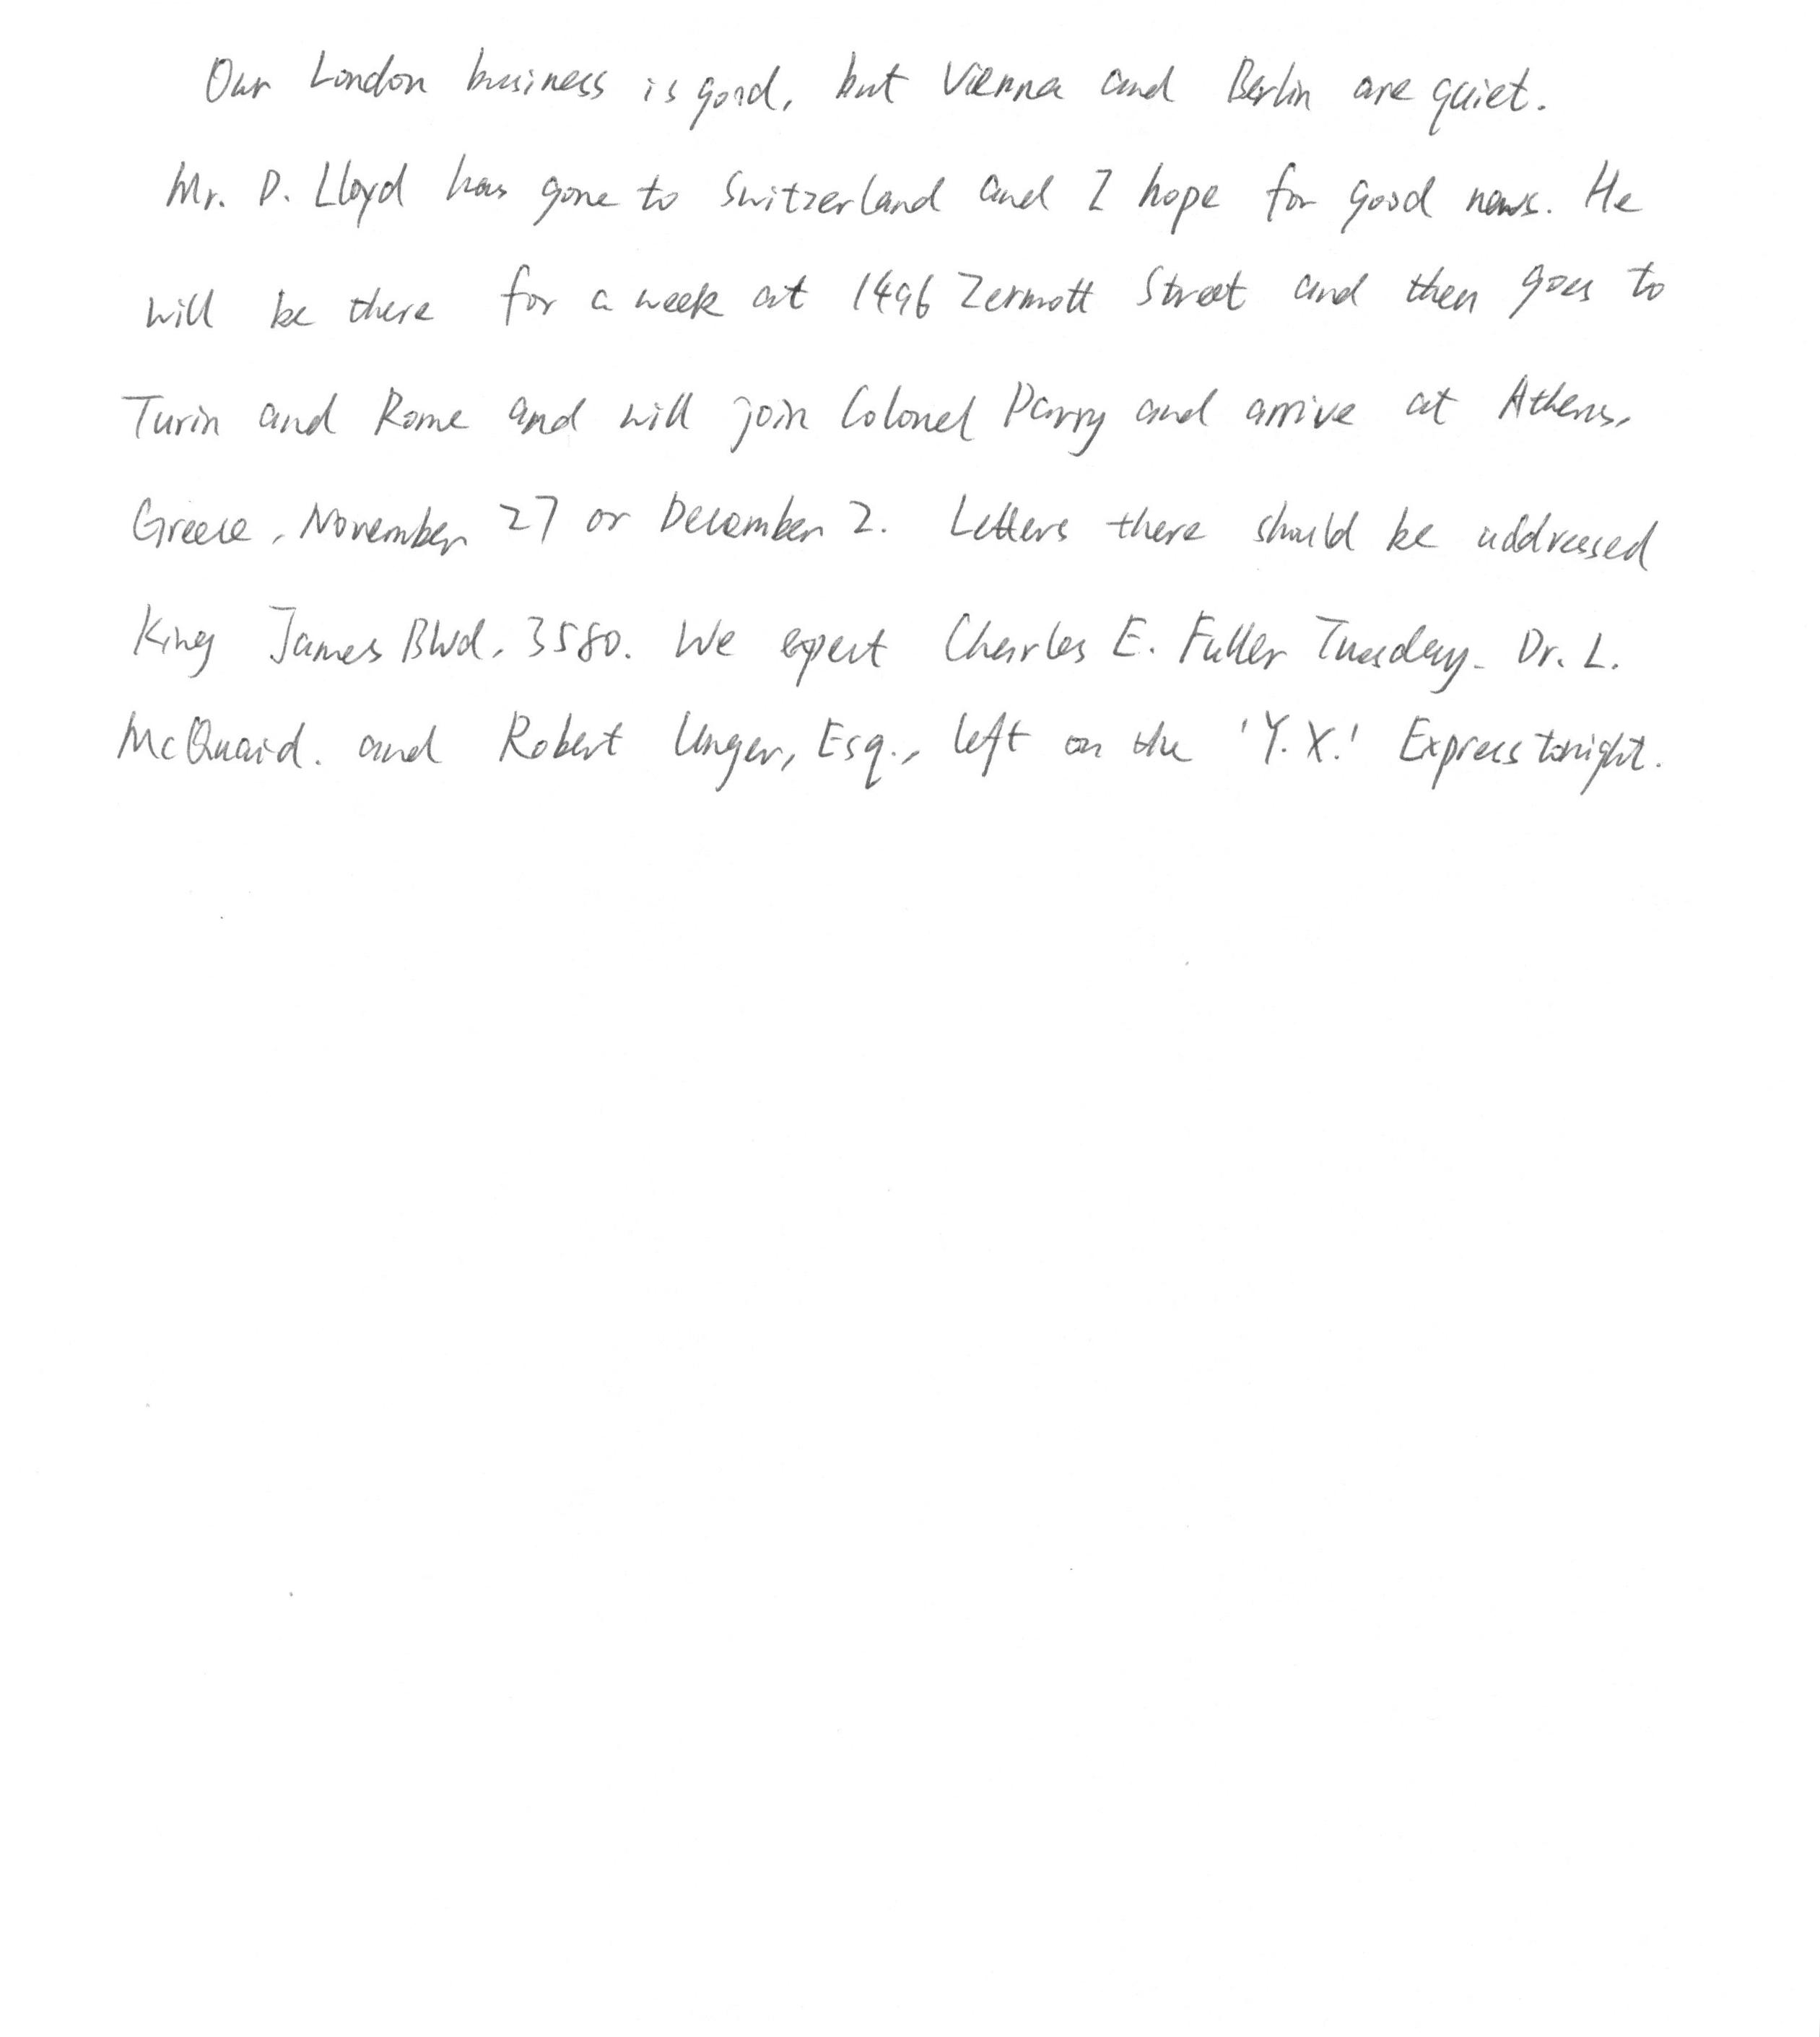 Our London business is good, but Vienna and Berlin are quiet.
Mr. D. Lloyd has gone to Switzerland and I hope for good news. He
will be there for a week at 1496 Zermott Street and then goes to
Turin and Rome and will join Colonel Parry and arrive at Athens,
Greece, November 27 or December 2. Letters there should be addressed
King James Blvd. 3580. We expect Charles E. Fuller Tuesday. Dr. L.
McQuaid. and Robert Unger, Esq., left on the 'Y.X.' Express tonight.